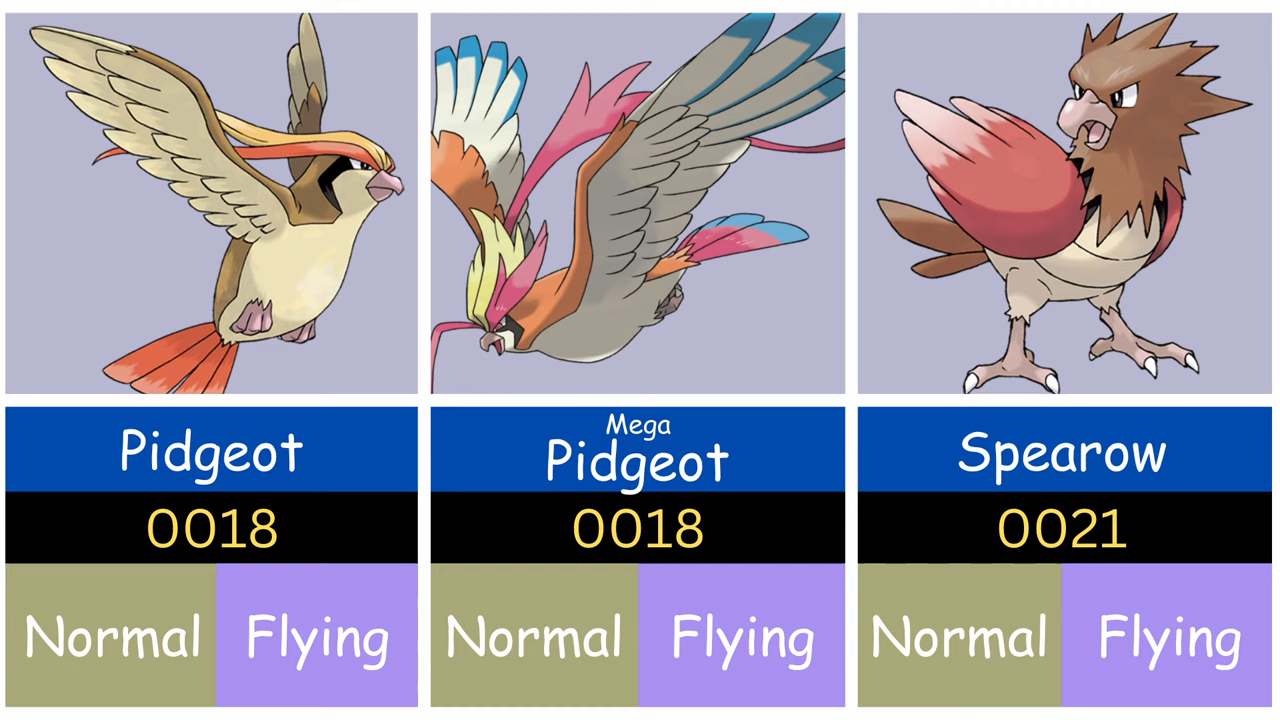 Pidgeot
0018
Normal Flying
Mega
Pidgeot
0018
Normal Flying
Spearow
0021
Normal Flying